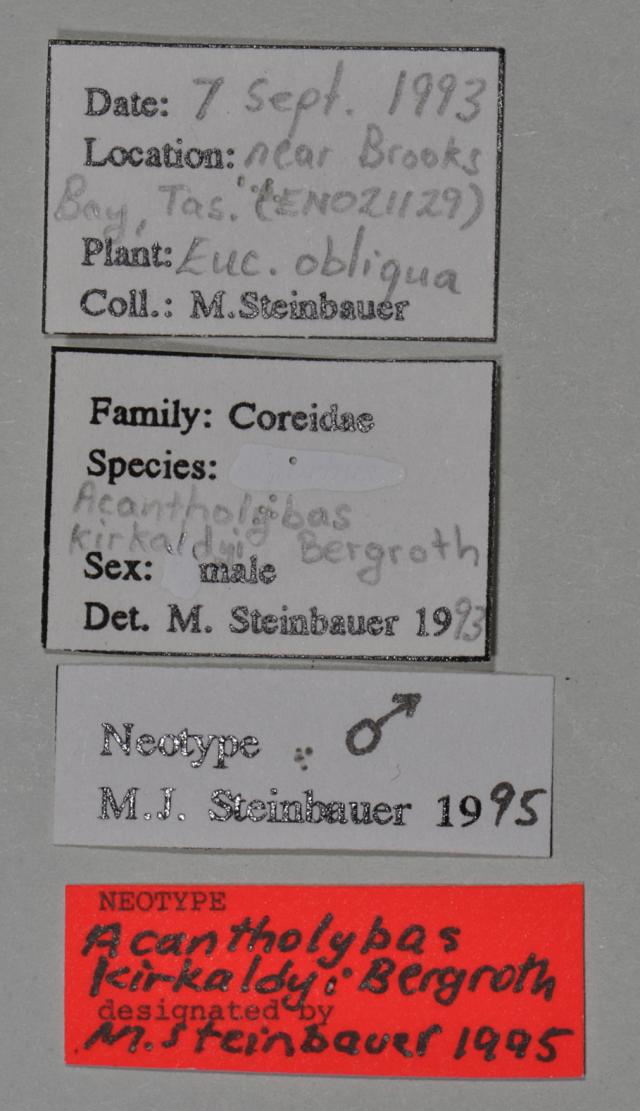 Date: 7 Sept. 1993
Location: near Brooks
Bay, Tas. (EN021129)
Plant: Euc. obliqua
Coll.: M.Steinbauer
Family: Coreidae
Species:
Acantholybas
kirkaldyi Bergroth
Sex: male
Det. M. Steinbauer 1993
Neotype ♂
M.J. Steinbauer 1995
NEOTYPE
Acantholybas
kirkaldyi Bergroth
designated by
M.Steinbauer 1995